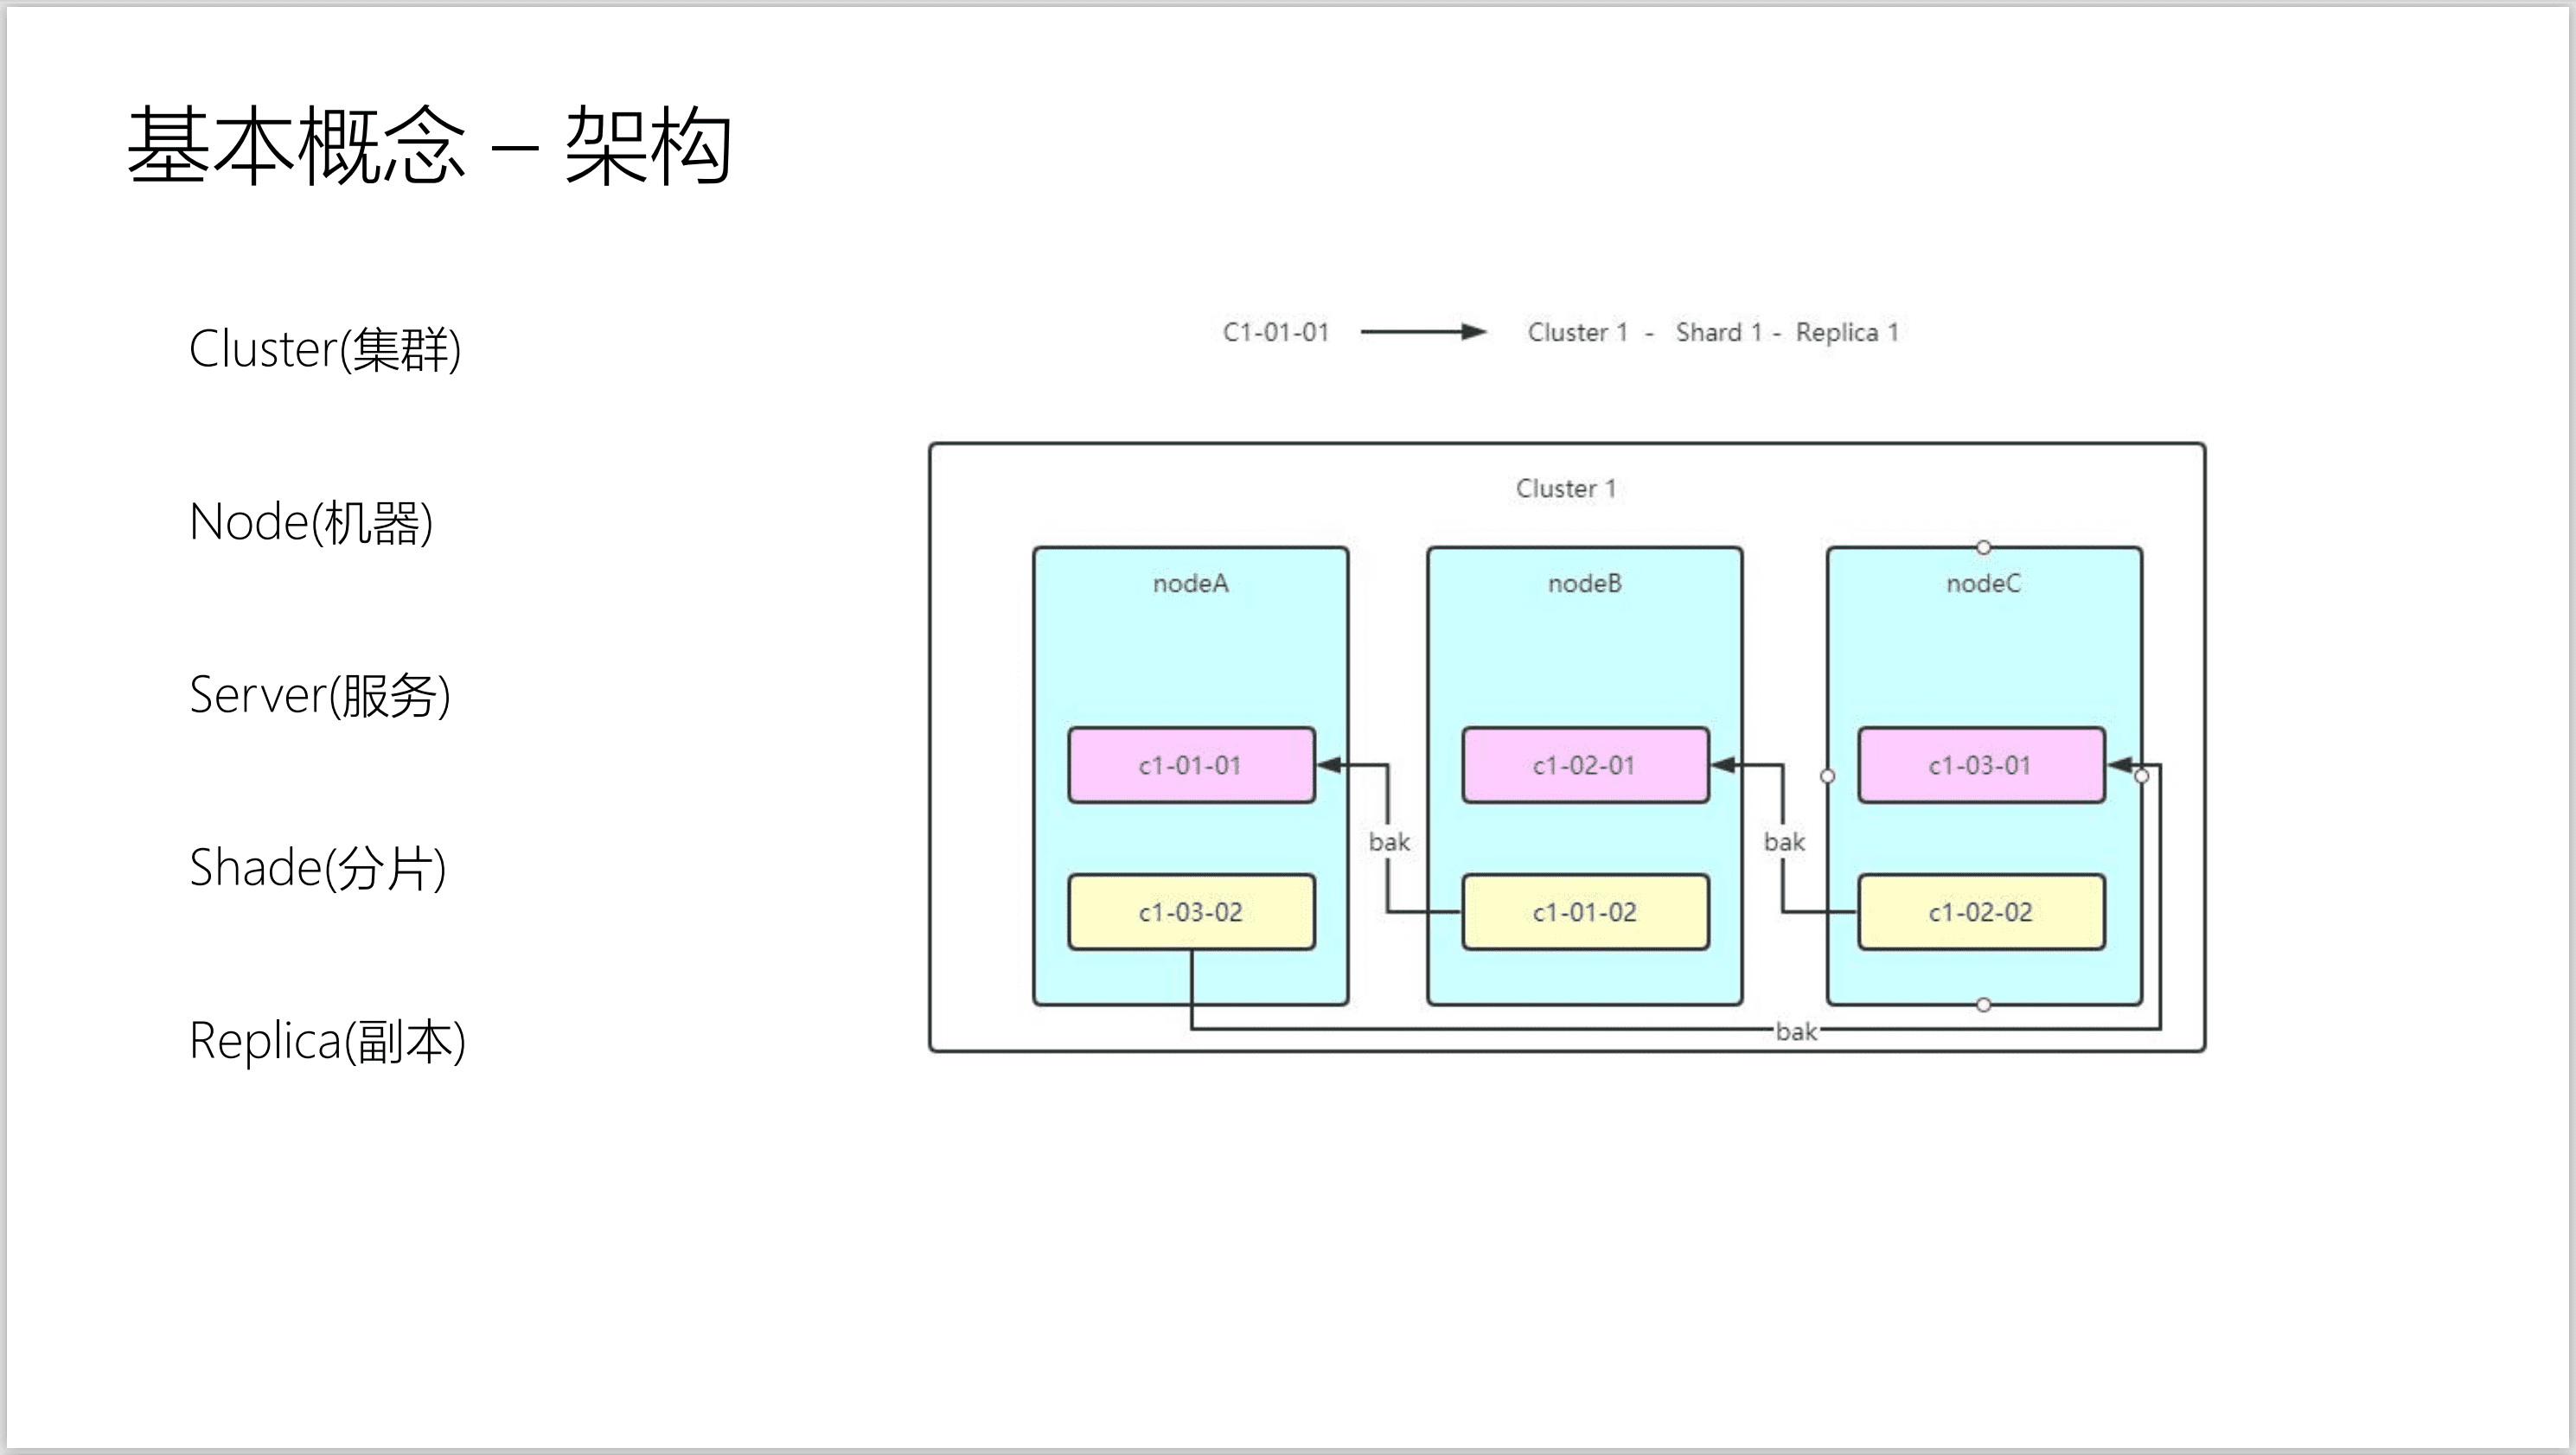 基本概念 – 架构
Cluster(集群)
Node(机器)
Server(服务)
Shade(分片)
Replica(副本)
C1-01-01
Cluster 1 - Shard 1 - Replica 1
Cluster 1
nodeA
nodeB
nodeC
c1-01-01
c1-02-01
c1-03-01
bak
bak
c1-03-02
c1-01-02
c1-02-02
bak